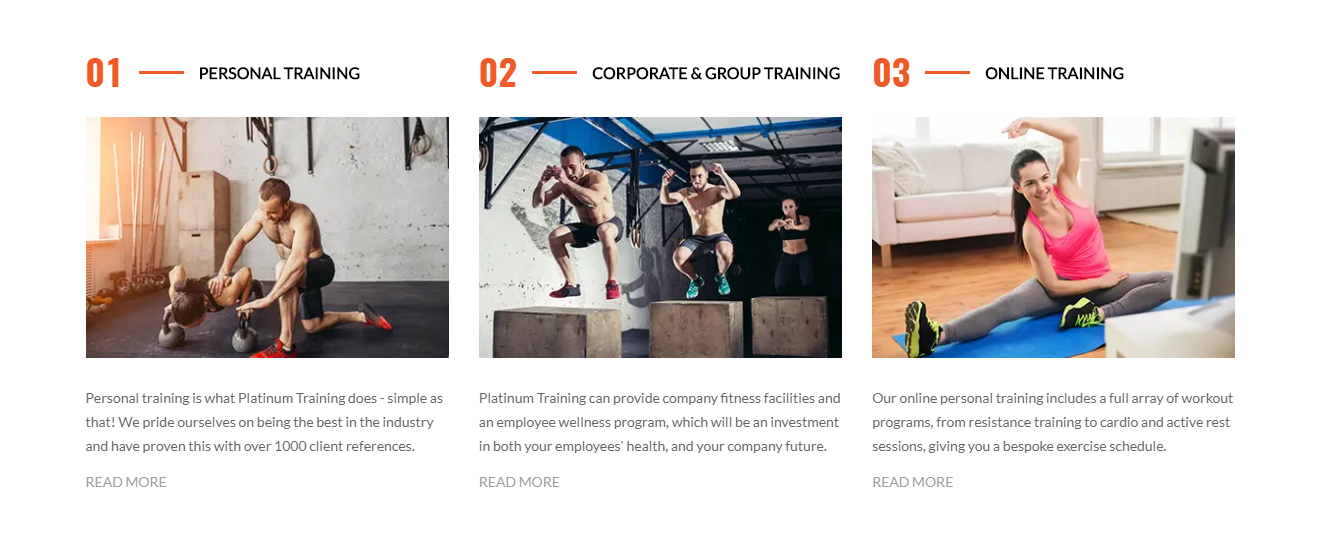 01 PERSONAL TRAINING
02 CORPORATE & GROUP TRAINING
03 ONLINE TRAINING
Personal training is what Platinum Training does - simple as
that! We pride ourselves on being the best in the industry
and have proven this with over 1000 client references.
READ MORE
Platinum Training can provide company fitness facilities and
an employee wellness program, which will be an investment
in both your employees' health, and your company future.
READ MORE
Our online personal training includes a full array of workout
programs, from resistance training to cardio and active rest
sessions, giving you a bespoke exercise schedule.
READ MORE